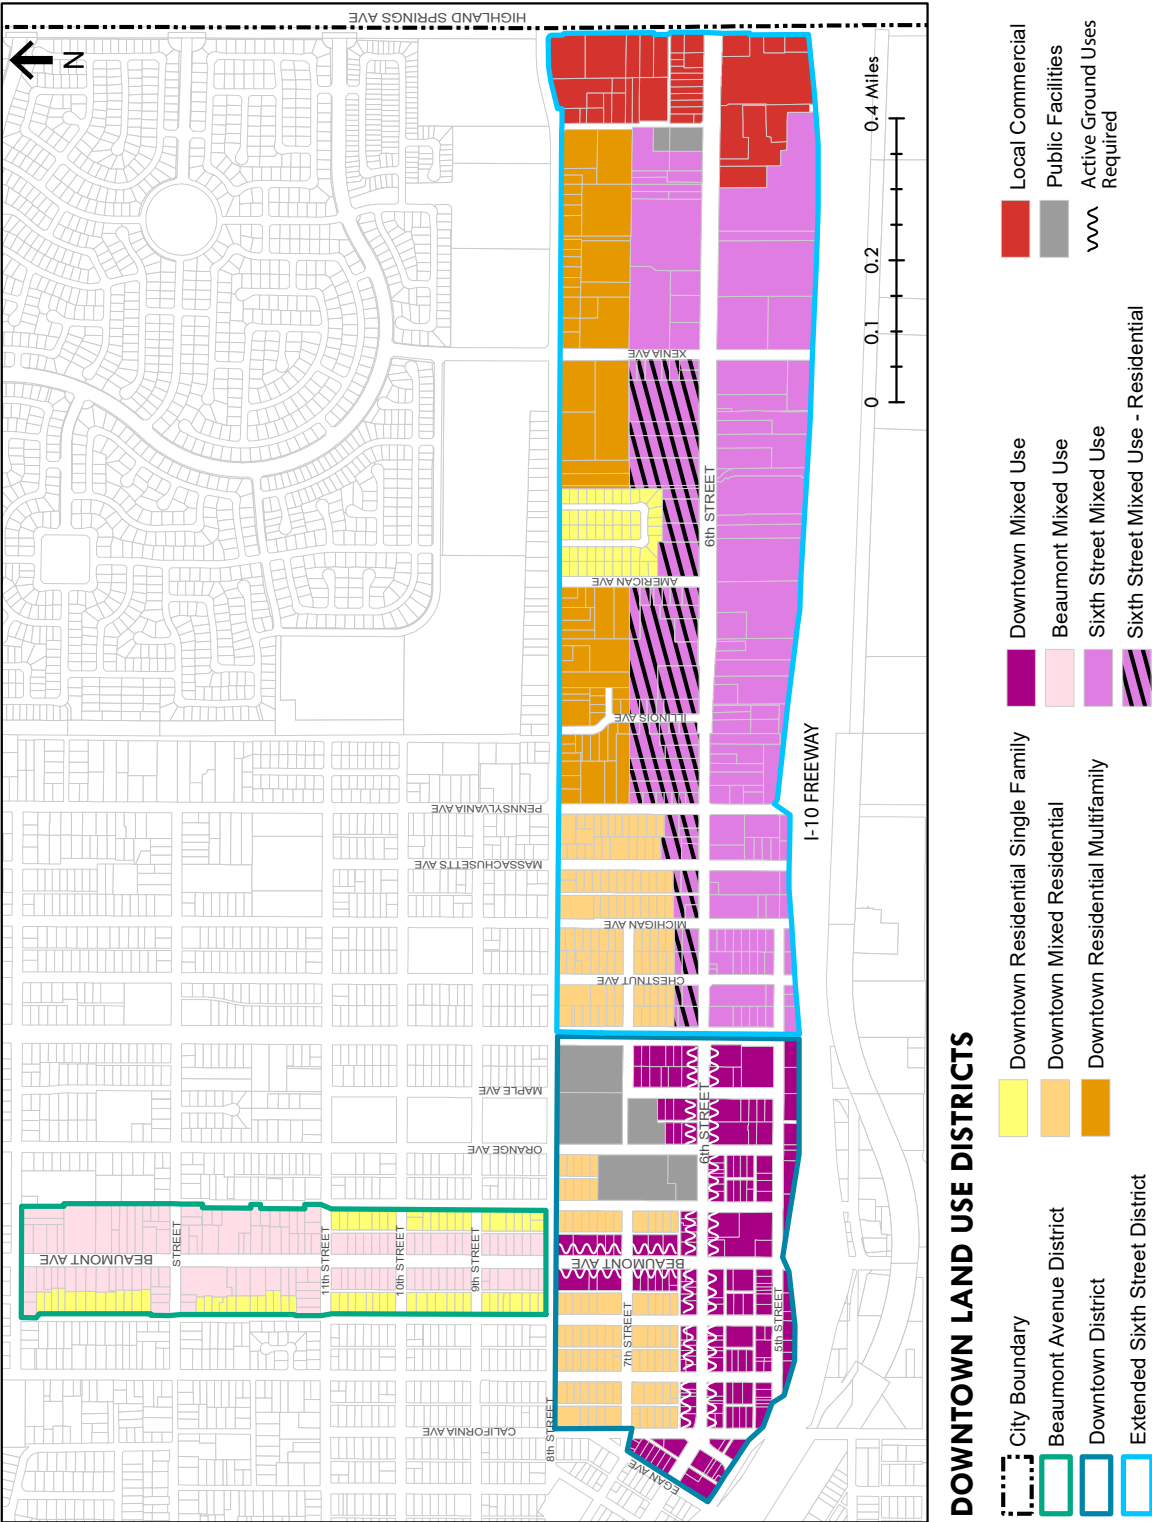 HIGHLAND SPRINGS AVE
N
XENIA AVE
6th STREET
AMERICAN AVE
ILLINOIS AVE
PENNSYLVANIA AVE
MASSACHUSETTS AVE
MICHIGAN AVE
CHESTNUT AVE
I-10 FREEWAY
MAPLE AVE
ORANGE AVE
6th STREET
BEAUMONT AVE
STREET
11th STREET
10th STREET
9th STREET
BEAUMONT AVE
7th STREET
5th STREET
8th STREET
CALIFORNIA AVE
EGAN AVE
0
0.1
0.2
0.4 Miles
DOWNTOWN LAND USE DISTRICTS
City Boundary
Beaumont Avenue District
Downtown District
Extended Sixth Street District
Downtown Residential Single Family
Downtown Mixed Residential
Downtown Residential Multifamily
Downtown Mixed Use
Beaumont Mixed Use
Sixth Street Mixed Use
Sixth Street Mixed Use - Residential
Local Commercial
Public Facilities
Active Ground Uses
Required